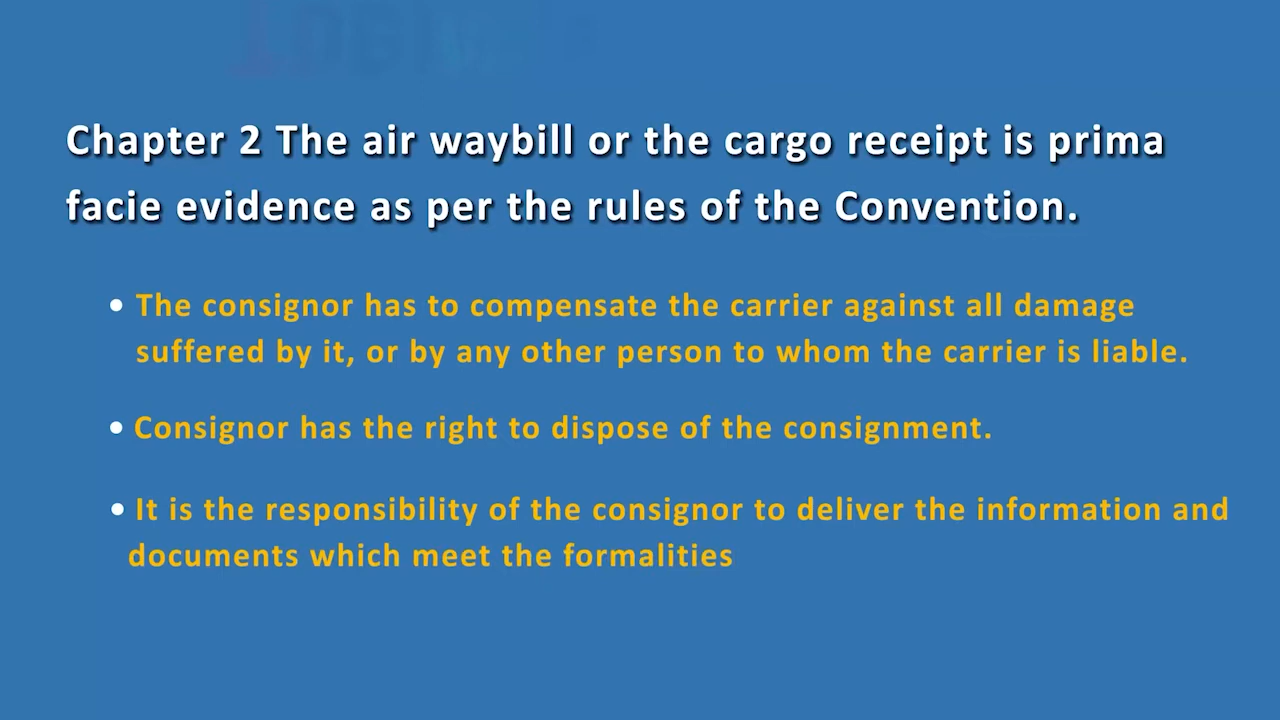 Chapter 2 The air waybill or the cargo receipt is prima
facie evidence as per the rules of the Convention.
• The consignor has to compensate the carrier against all damage
suffered by it, or by any other person to whom the carrier is liable.
• Consignor has the right to dispose of the consignment.
• It is the responsibility of the consignor to deliver the information and
documents which meet the formalities